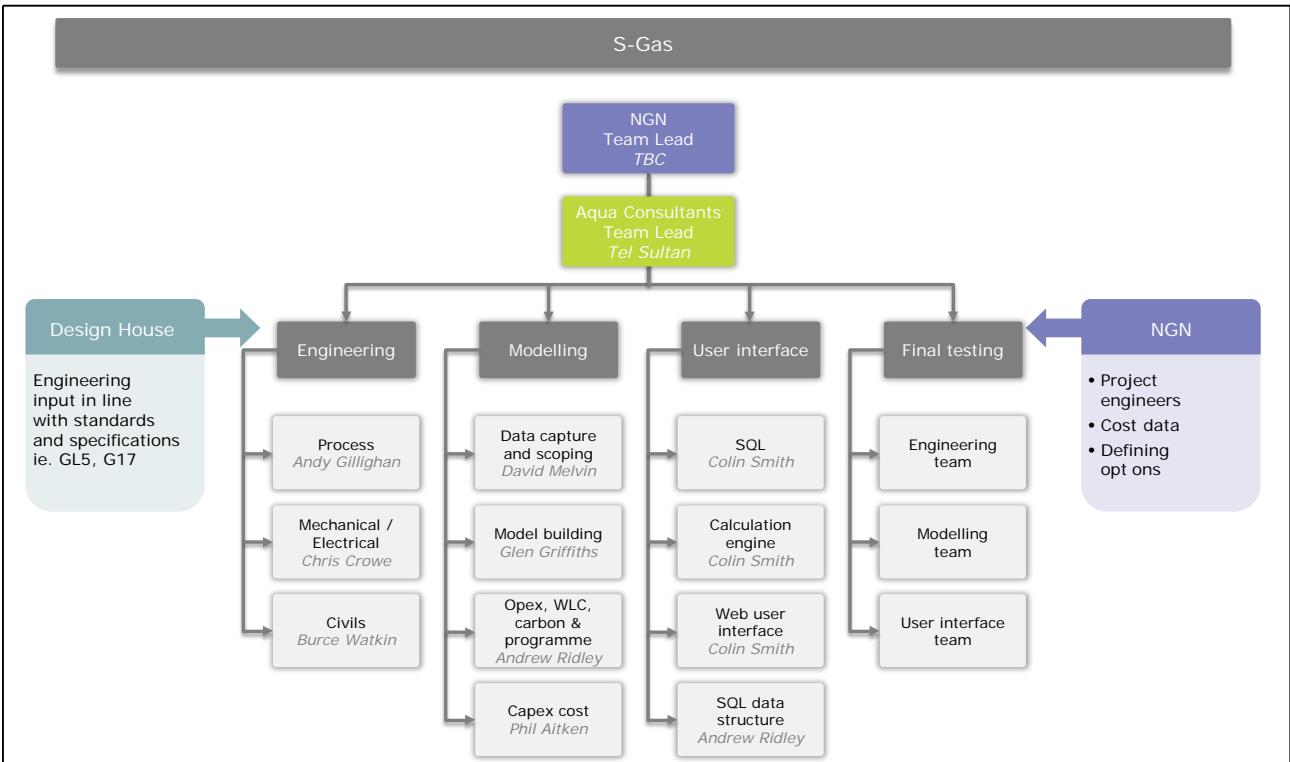 S-Gas
NGN
Team Lead
TBC
Aqua Consultants
Team Lead
Tel Sultan
Design House
Engineering
input in line
with standards
and specifications
ie. GL5, G17
Engineering
Process
Andy Gillighan
Mechanical /
Electrical
Chris Crowe
Civils
Burce Watkin
Modelling
Data capture
and scoping
David Melvin
Model building
Glen Griffiths
Opex, WLC,
carbon &
programme
Andrew Ridley
Capex cost
Phil Aitken
User interface
SQL
Colin Smith
Calculation
engine
Colin Smith
Web user
interface
Colin Smith
SQL data
structure
Andrew Ridley
Final testing
Engineering
team
Modelling
team
User interface
team
NGN
• Project
engineers
• Cost data
• Defining
opt ons